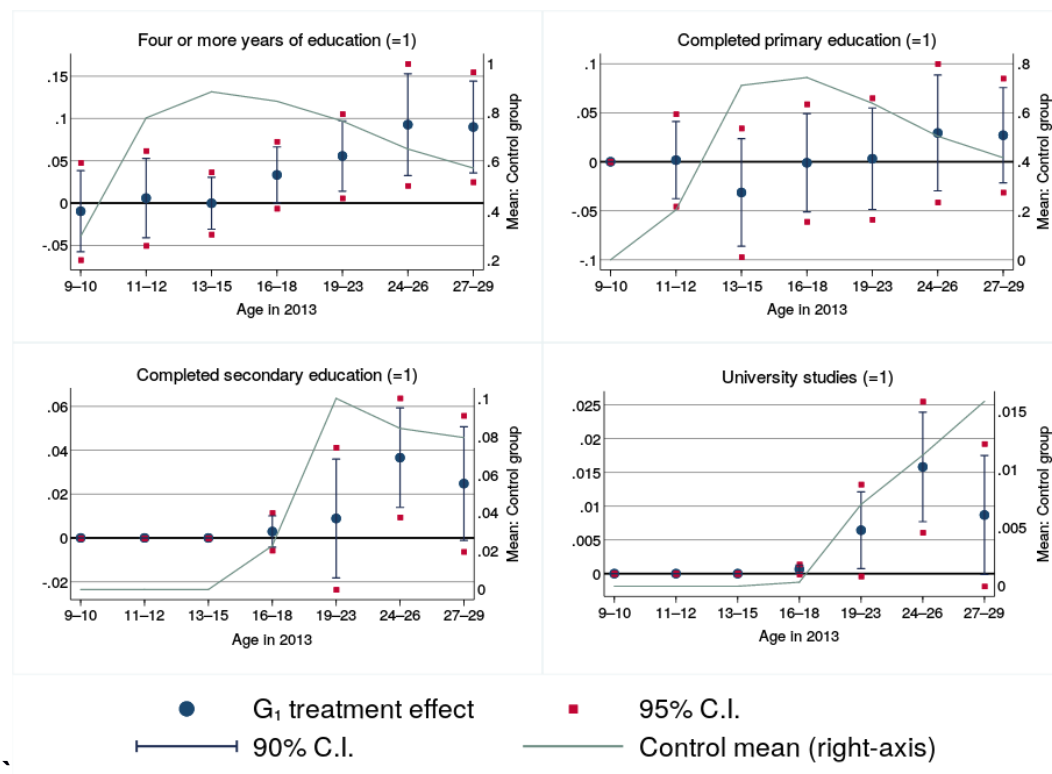 Four or more years of education (=1)
.15
.1
.05
0
-.05
1
.8
.6
.4
.2
Mean: Control group
9–10 11–12 13–15 16–18 19–23 24–26 27–29
Age in 2013
Completed primary education (=1)
.1
.05
0
-.05
-.1
.8
.6
.4
.2
0
Mean: Control group
9–10 11–12 13–15 16–18 19–23 24–26 27–29
Age in 2013
Completed secondary education (=1)
.06
.04
.02
0
-.02
.1
.08
.06
.04
.02
0
Mean: Control group
9–10 11–12 13–15 16–18 19–23 24–26 27–29
Age in 2013
University studies (=1)
.025
.02
.015
.01
.005
0
.015
.01
.005
0
Mean: Control group
9–10 11–12 13–15 16–18 19–23 24–26 27–29
Age in 2013
G₁ treatment effect
95% C.I.
90% C.I.
Control mean (right-axis)